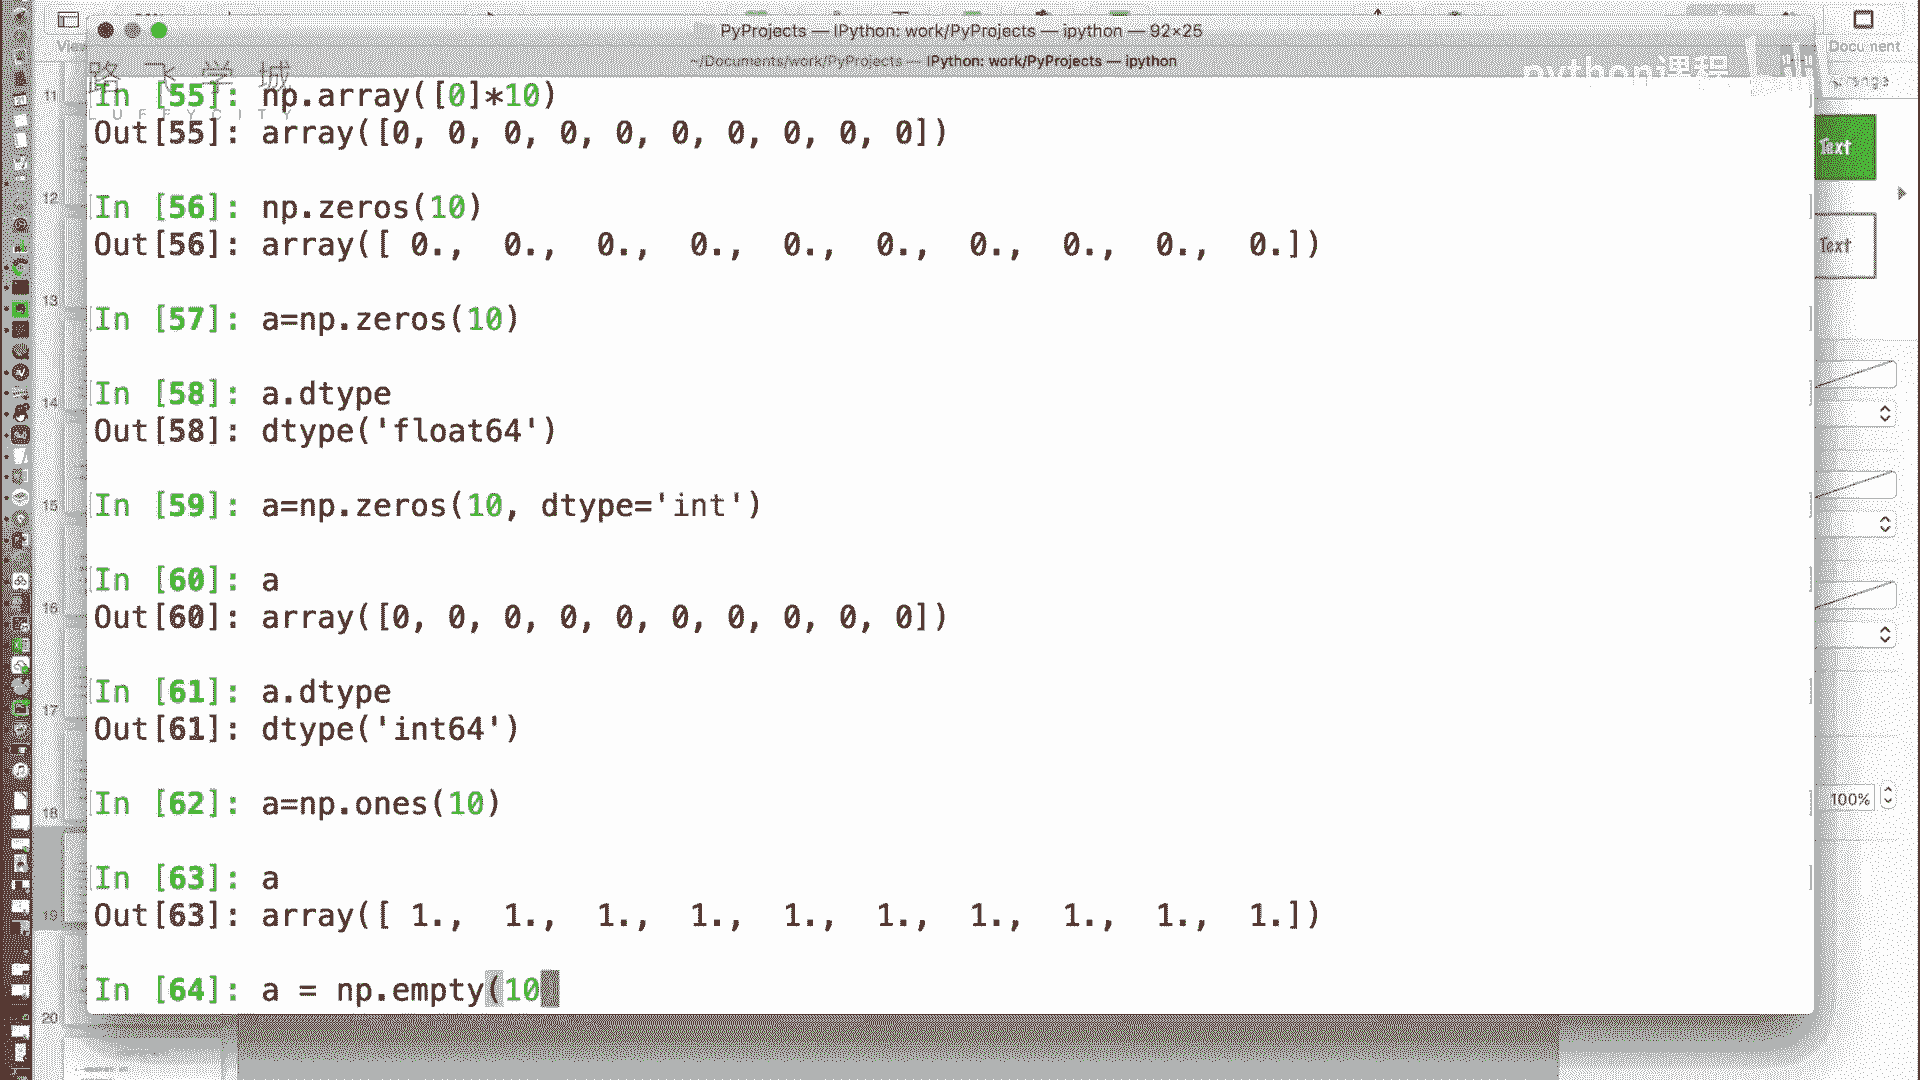 PyProjects — IPython: work/PyProjects — ipython — 92×25
~/Documents/work/PyProjects — IPython: work/PyProjects — ipython
路飞学城
LUFFYCITY
python课程
Document
View
In [55]: np.array([0]*10)
Out[55]: array([0, 0, 0, 0, 0, 0, 0, 0, 0, 0])
In [56]: np.zeros(10)
Out[56]: array([ 0.,  0.,  0.,  0.,  0.,  0.,  0.,  0.,  0.,  0.])
In [57]: a=np.zeros(10)
In [58]: a.dtype
Out[58]: dtype('float64')
In [59]: a=np.zeros(10, dtype='int')
In [60]: a
Out[60]: array([0, 0, 0, 0, 0, 0, 0, 0, 0, 0])
In [61]: a.dtype
Out[61]: dtype('int64')
In [62]: a=np.ones(10)
In [63]: a
Out[63]: array([ 1.,  1.,  1.,  1.,  1.,  1.,  1.,  1.,  1.,  1.])
In [64]: a = np.empty(10
11
12
13
14
15
16
17
18
19
20
Text
Text
100%